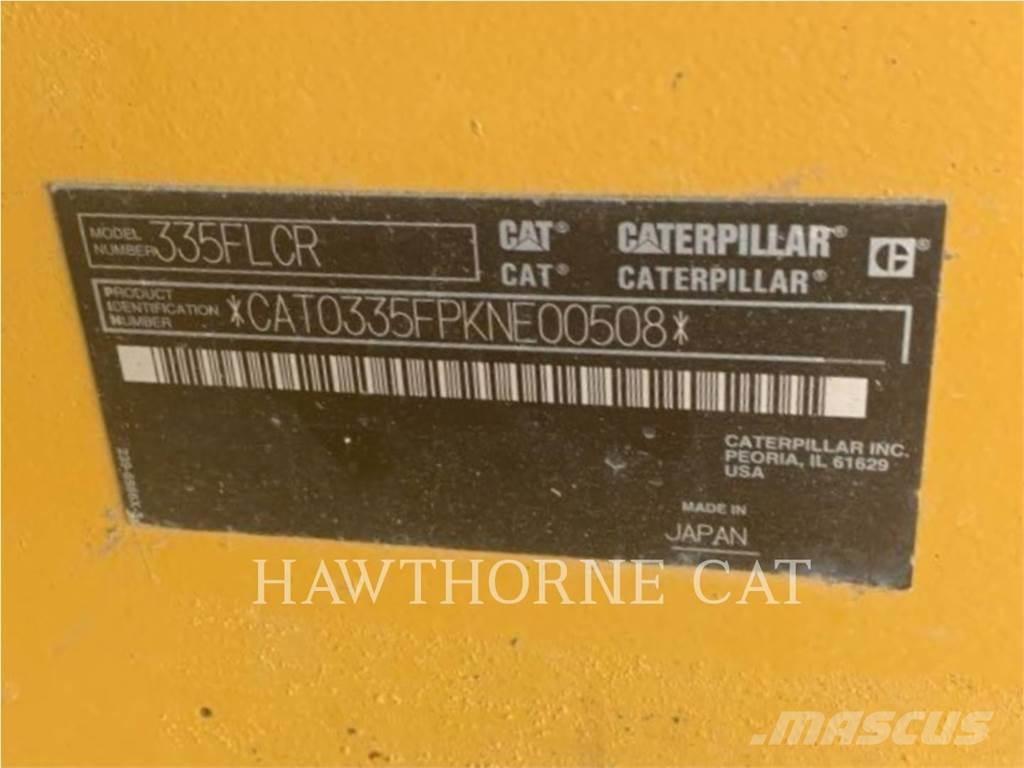 MODEL NUMBER 335FLCR
CAT® CATERPILLAR®
CAT® CATERPILLAR®
PRODUCT IDENTIFICATION NUMBER *CAT0335FPKNE00508*
CATERPILLAR INC.
PEORIA, IL 61629
USA
MADE IN
JAPAN
HAWTHORNE CAT
MASCUS